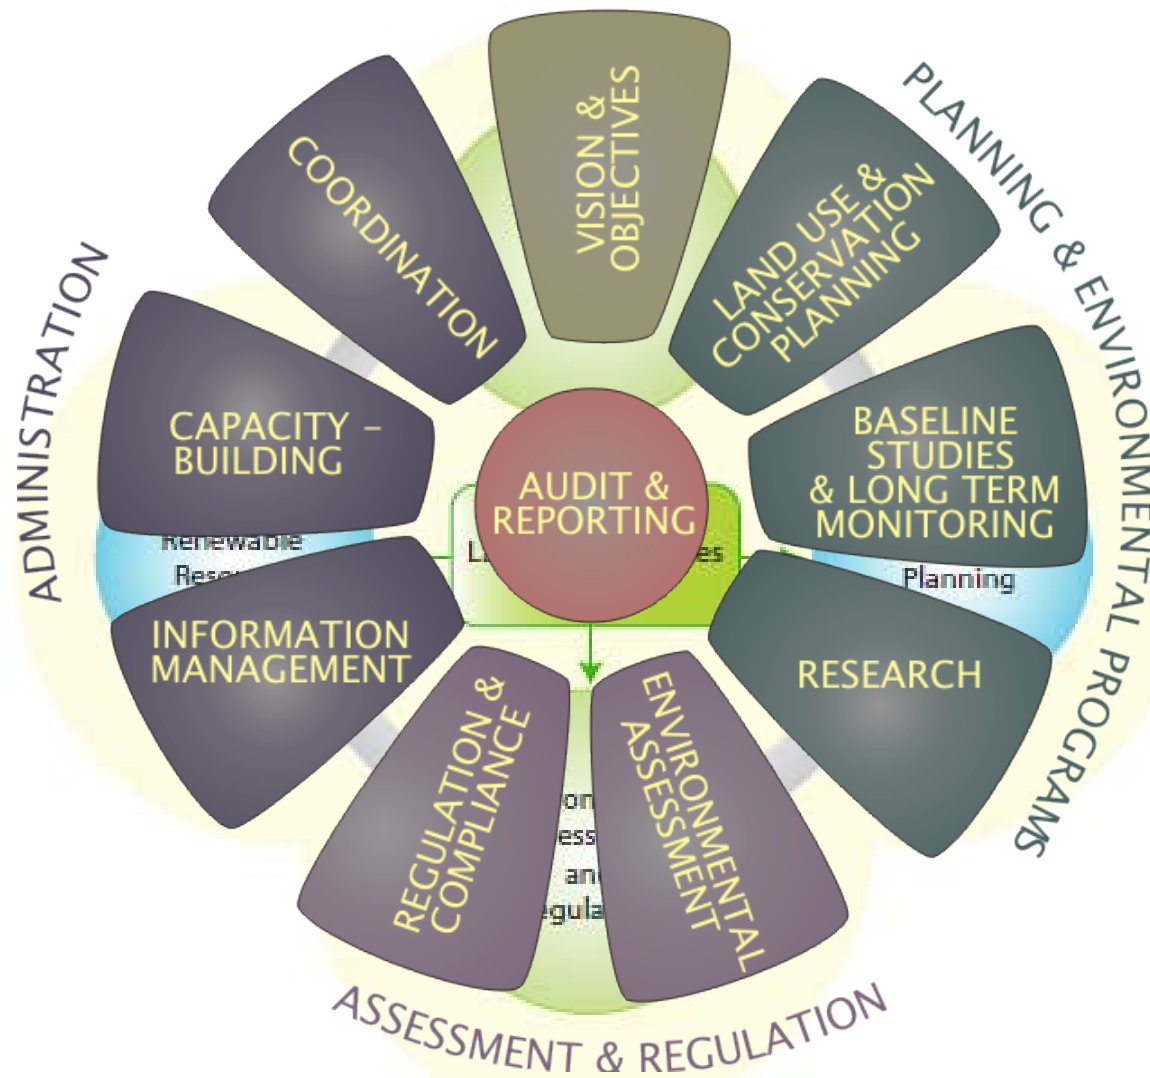 VISION &
OBJECTIVES
LAND USE &
CONSERVATION
PLANNING
BASELINE
STUDIES
& LONG TERM
MONITORING
RESEARCH
ENVIRONMENTAL
ASSESSMENT
REGULATION &
COMPLIANCE
INFORMATION
MANAGEMENT
CAPACITY –
BUILDING
COORDINATION
AUDIT &
REPORTING
PLANNING & ENVIRONMENTAL PROGRAMS
ASSESSMENT & REGULATION
ADMINISTRATION
Renewable
Planning